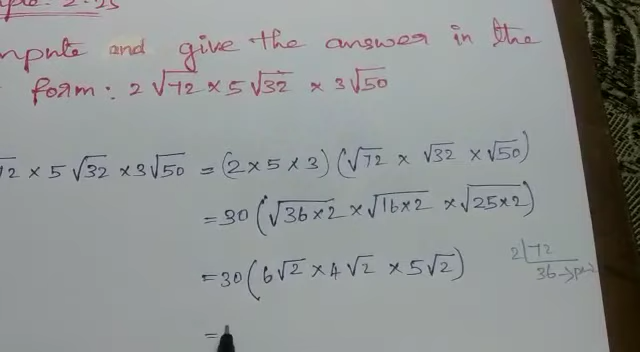 2.25
and give the answer in the
form: 2√72 × 5√32 × 3√50
× 5√32 × 3√50 = (2×5×3) (√72 × √32 × √50)
= 30 (√36×2 × √16×2 × √25×2)
= 30 (6√2 × 4√2 × 5√2)
2 | 72
36 →
=